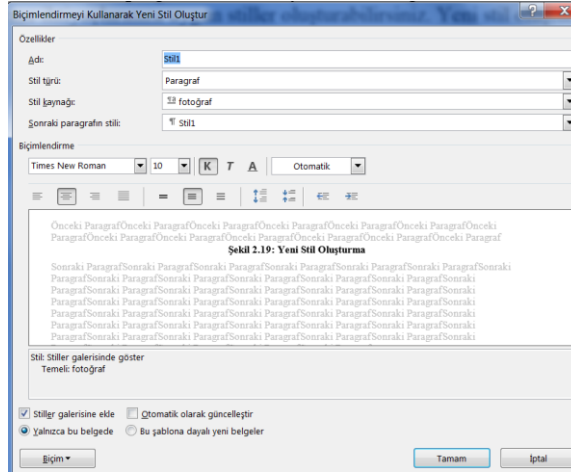 stiller oluşturabilirsiniz. Yeni stil
Biçimlendirmeyi Kullanarak Yeni Stil Oluştur
Özellikler
Adı: Stil1
Stil türü: Paragraf
Stil kaynağı: fotoğraf
Sonraki paragrafın stili: ¶ Stil1
Biçimlendirme
Times New Roman 10 K T A Otomatik
Önceki ParagrafÖnceki ParagrafÖnceki ParagrafÖnceki ParagrafÖnceki ParagrafÖnceki
ParagrafÖnceki ParagrafÖnceki ParagrafÖnceki ParagrafÖnceki ParagrafÖnceki Paragraf
Şekil 2.19: Yeni Stil Oluşturma
Sonraki ParagrafSonraki ParagrafSonraki ParagrafSonraki ParagrafSonraki ParagrafSonraki
ParagrafSonraki ParagrafSonraki ParagrafSonraki ParagrafSonraki ParagrafSonraki
ParagrafSonraki ParagrafSonraki ParagrafSonraki ParagrafSonraki ParagrafSonraki
ParagrafSonraki ParagrafSonraki ParagrafSonraki ParagrafSonraki ParagrafSonraki
ParagrafSonraki ParagrafSonraki ParagrafSonraki ParagrafSonraki ParagrafSonraki
ParagrafSonraki ParagrafSonraki ParagrafSonraki ParagrafSonraki ParagrafSonraki
ParagrafSonraki ParagrafSonraki ParagrafSonraki ParagrafSonraki ParagrafSonraki
Stil: Stiller galerisinde göster
Temeli: fotoğraf
Stiller galerisine ekle Otomatik olarak güncelleştir
Yalnızca bu belgede Bu şablona dayalı yeni belgeler
Biçim Tamam İptal